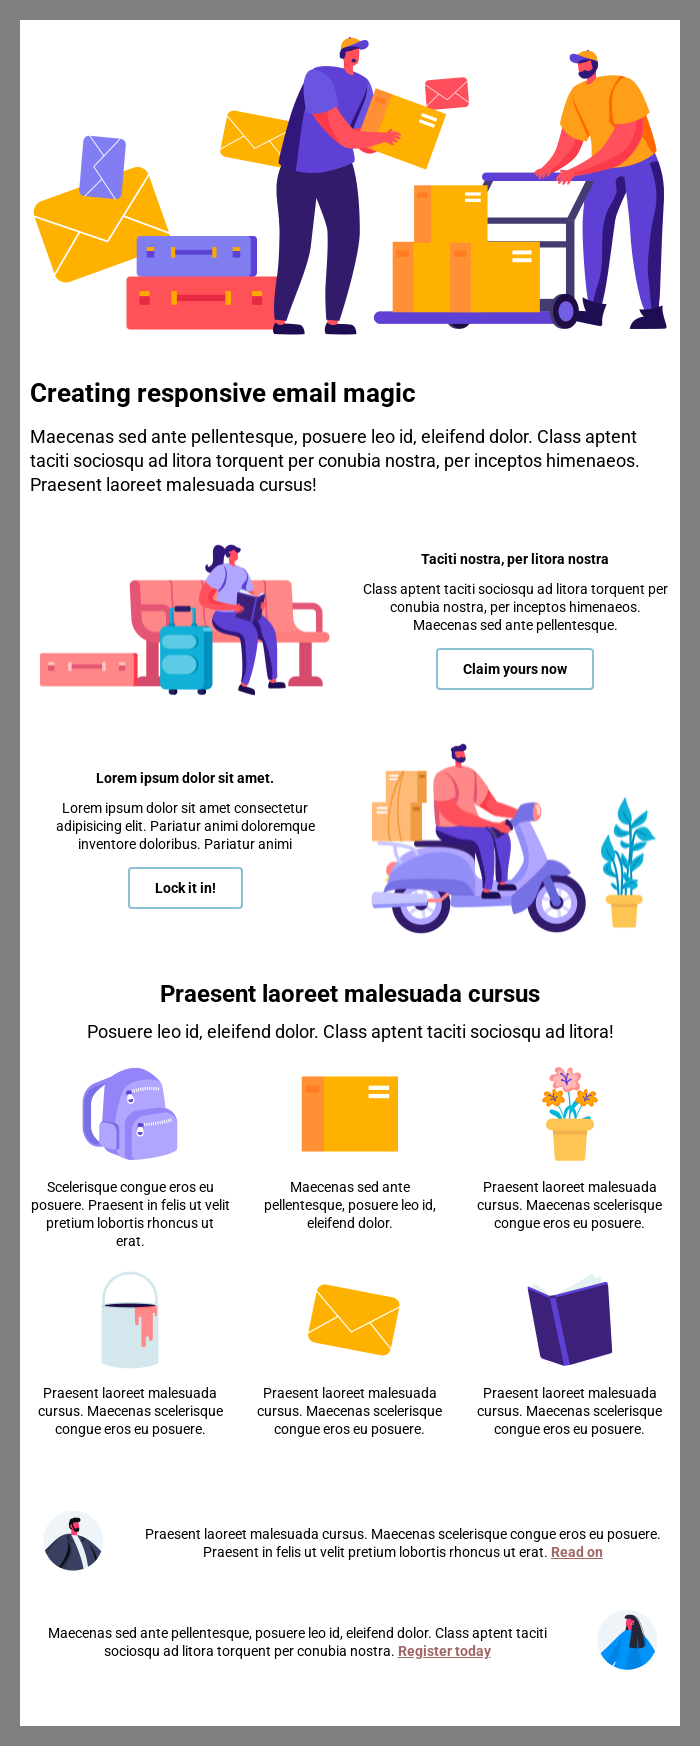 Creating responsive email magic
Maecenas sed ante pellentesque, posuere leo id, eleifend dolor. Class aptent
taciti sociosqu ad litora torquent per conubia nostra, per inceptos himenaeos.
Praesent laoreet malesuada cursus!
Taciti nostra, per litora nostra
Class aptent taciti sociosqu ad litora torquent per
conubia nostra, per inceptos himenaeos.
Maecenas sed ante pellentesque.
Claim yours now
Lorem ipsum dolor sit amet.
Lorem ipsum dolor sit amet consectetur
adipisicing elit. Pariatur animi doloremque
inventore doloribus. Pariatur animi
Lock it in!
Praesent laoreet malesuada cursus
Posuere leo id, eleifend dolor. Class aptent taciti sociosqu ad litora!
Scelerisque congue eros eu
posuere. Praesent in felis ut velit
pretium lobortis rhoncus ut
erat.
Maecenas sed ante
pellentesque, posuere leo id,
eleifend dolor.
Praesent laoreet malesuada
cursus. Maecenas scelerisque
congue eros eu posuere.
Praesent laoreet malesuada
cursus. Maecenas scelerisque
congue eros eu posuere.
Praesent laoreet malesuada
cursus. Maecenas scelerisque
congue eros eu posuere.
Praesent laoreet malesuada
cursus. Maecenas scelerisque
congue eros eu posuere.
Praesent laoreet malesuada cursus. Maecenas scelerisque congue eros eu posuere.
Praesent in felis ut velit pretium lobortis rhoncus ut erat. Read on
Maecenas sed ante pellentesque, posuere leo id, eleifend dolor. Class aptent taciti
sociosqu ad litora torquent per conubia nostra. Register today